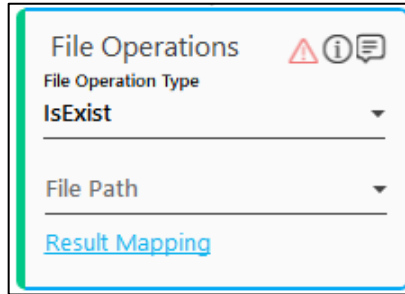 File Operations
File Operation Type
IsExist
File Path
Result Mapping